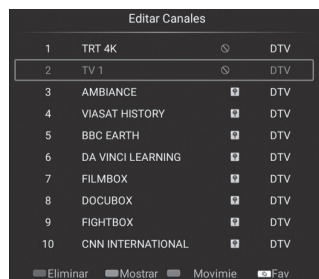 Editar Canales
1 TRT 4K DTV
2 TV 1 DTV
3 AMBIANCE DTV
4 VIASAT HISTORY DTV
5 BBC EARTH DTV
6 DA VINCI LEARNING DTV
7 FILMBOX DTV
8 DOCUBOX DTV
9 FIGHTBOX DTV
10 CNN INTERNATIONAL DTV
Eliminar Mostrar Movimie Fav